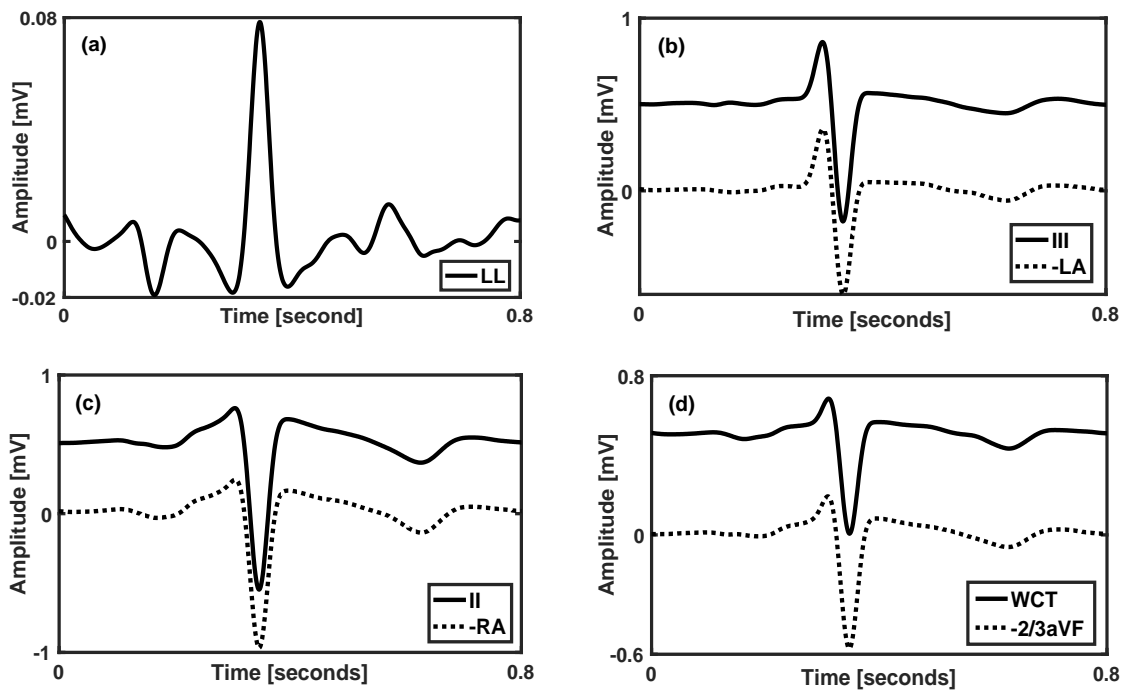 (a)
0.08
0
-0.02
0
0.8
Amplitude [mV]
Time [second]
LL
(b)
1
0
0
0.8
Amplitude [mV]
Time [seconds]
III
-LA
(c)
1
0
-1
0
0.8
Amplitude [mV]
Time [seconds]
II
-RA
(d)
0.8
0
-0.6
0
0.8
Amplitude [mV]
Time [seconds]
WCT
-2/3aVF